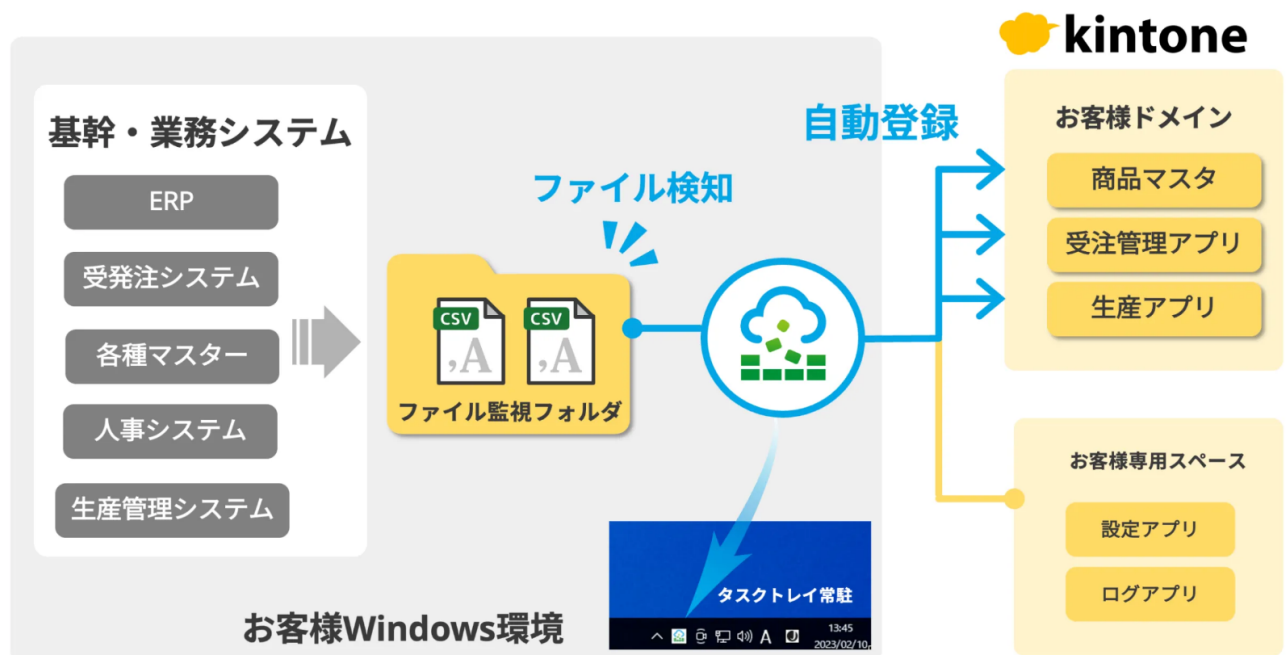 kintone
基幹・業務システム
ERP
受発注システム
各種マスター
人事システム
生産管理システム
ファイル検知
CSV
CSV
,A
,A
ファイル監視フォルダ
自動登録
お客様ドメイン
商品マスタ
受注管理アプリ
生産アプリ
お客様専用スペース
設定アプリ
ログアプリ
タスクトレイ常駐
A
13:45
2023/02/10
お客様Windows環境